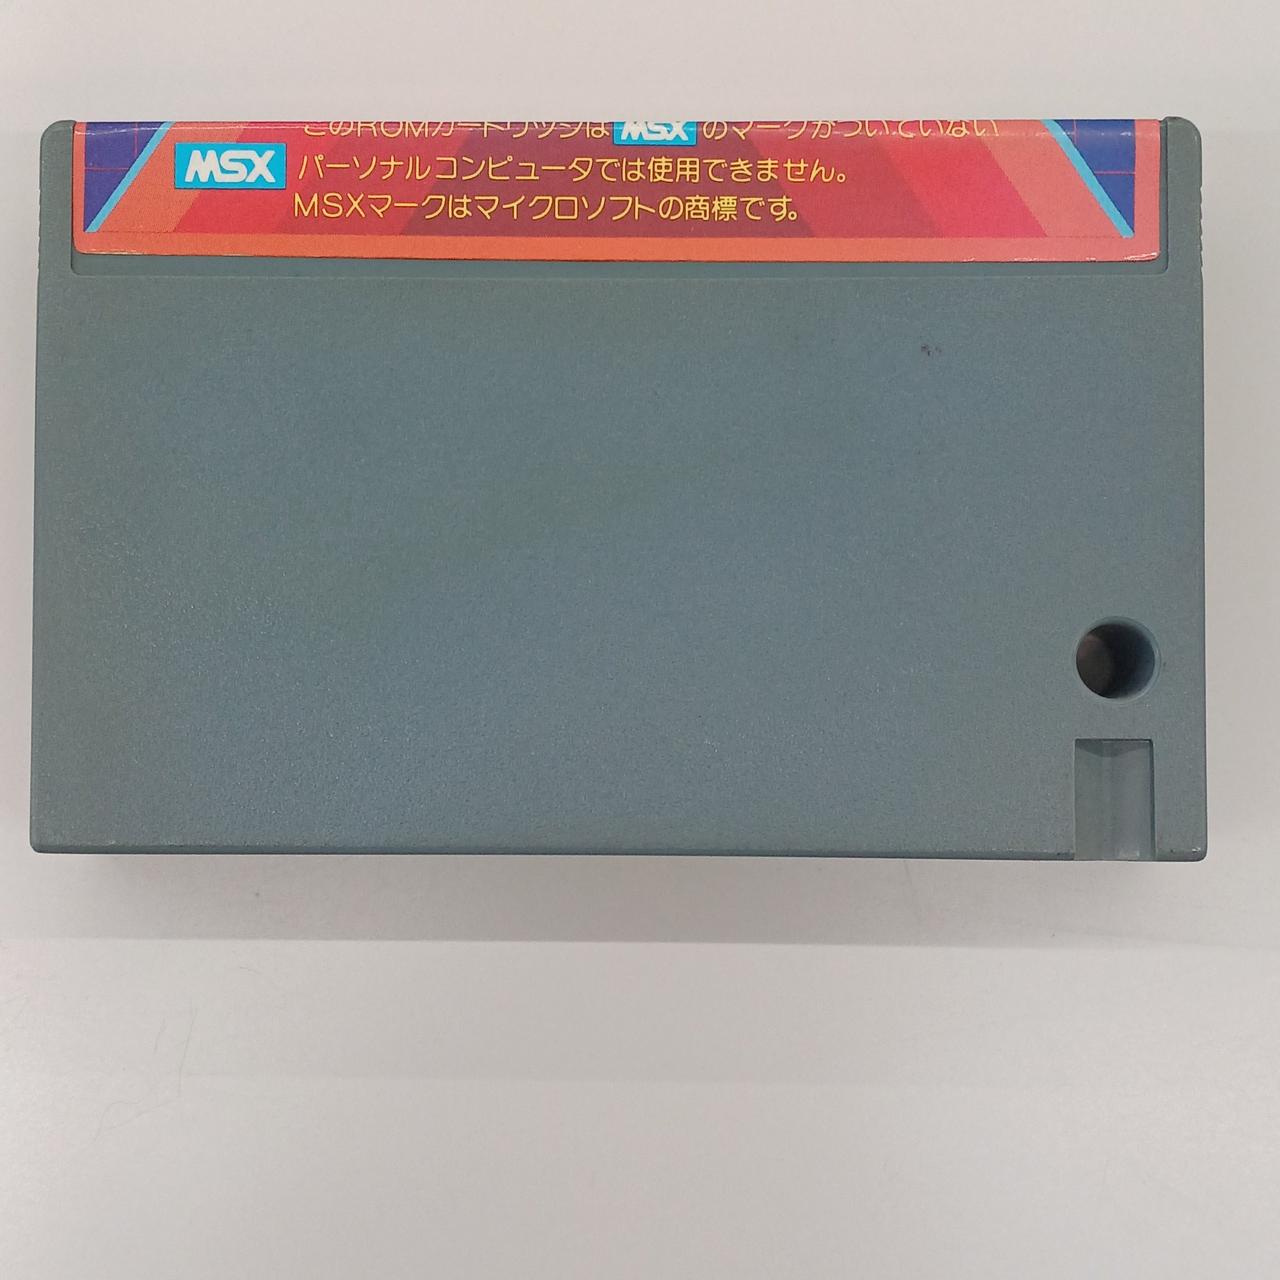 このROMカートリッジは MSX のマークがついていない
MSX パーソナルコンピュータでは使用できません。
MSXマークはマイクロソフトの商標です。